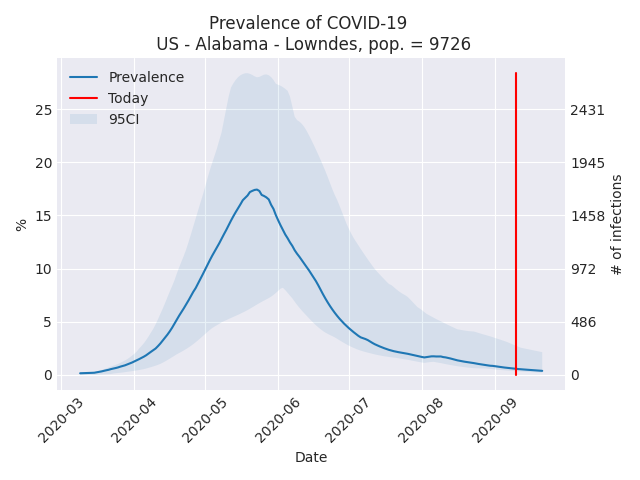 Prevalence of COVID-19
US - Alabama - Lowndes, pop. = 9726
Prevalence
Today
95CI
25
20
15
10
5
0
%
2431
1945
1458
972
486
0
# of infections
2020-03
2020-04
2020-05
2020-06
2020-07
2020-08
2020-09
Date